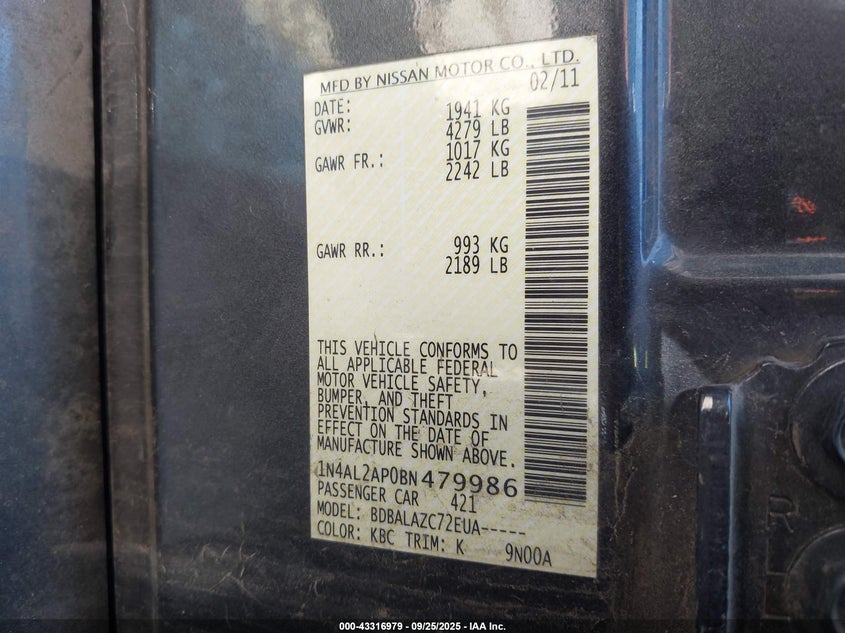 MFD BY NISSAN MOTOR CO., LTD.
DATE: 02/11
GVWR: 1941 KG
4279 LB
GAWR FR.: 1017 KG
2242 LB
GAWR RR.: 993 KG
2189 LB
THIS VEHICLE CONFORMS TO
ALL APPLICABLE FEDERAL
MOTOR VEHICLE SAFETY,
BUMPER, AND THEFT
PREVENTION STANDARDS IN
EFFECT ON THE DATE OF
MANUFACTURE SHOWN ABOVE.
1N4AL2AP0BN479986
PASSENGER CAR 421
MODEL: BDBALAZC72EUA-----
COLOR: KBC TRIM: K 9N00A
R
000-43316979 - 09/25/2025 - IAA Inc.